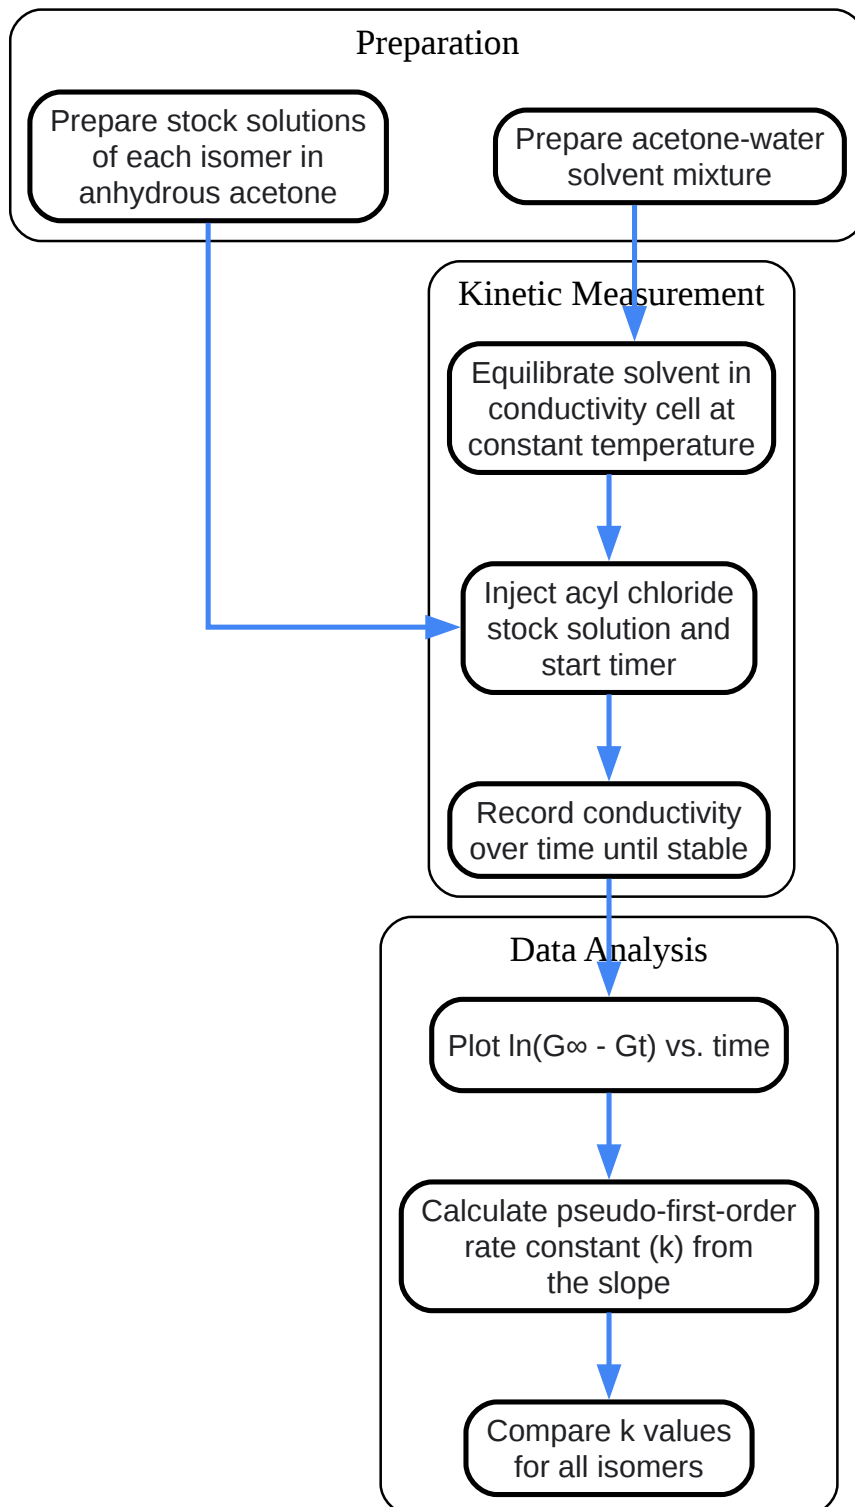 Preparation
Prepare stock solutions
of each isomer in
anhydrous acetone
Prepare acetone-water
solvent mixture
Kinetic Measurement
Equilibrate solvent in
conductivity cell at
constant temperature
Inject acyl chloride
stock solution and
start timer
Record conductivity
over time until stable
Data Analysis
Plot ln(G∞ - Gt) vs. time
Calculate pseudo-first-order
rate constant (k) from
the slope
Compare k values
for all isomers